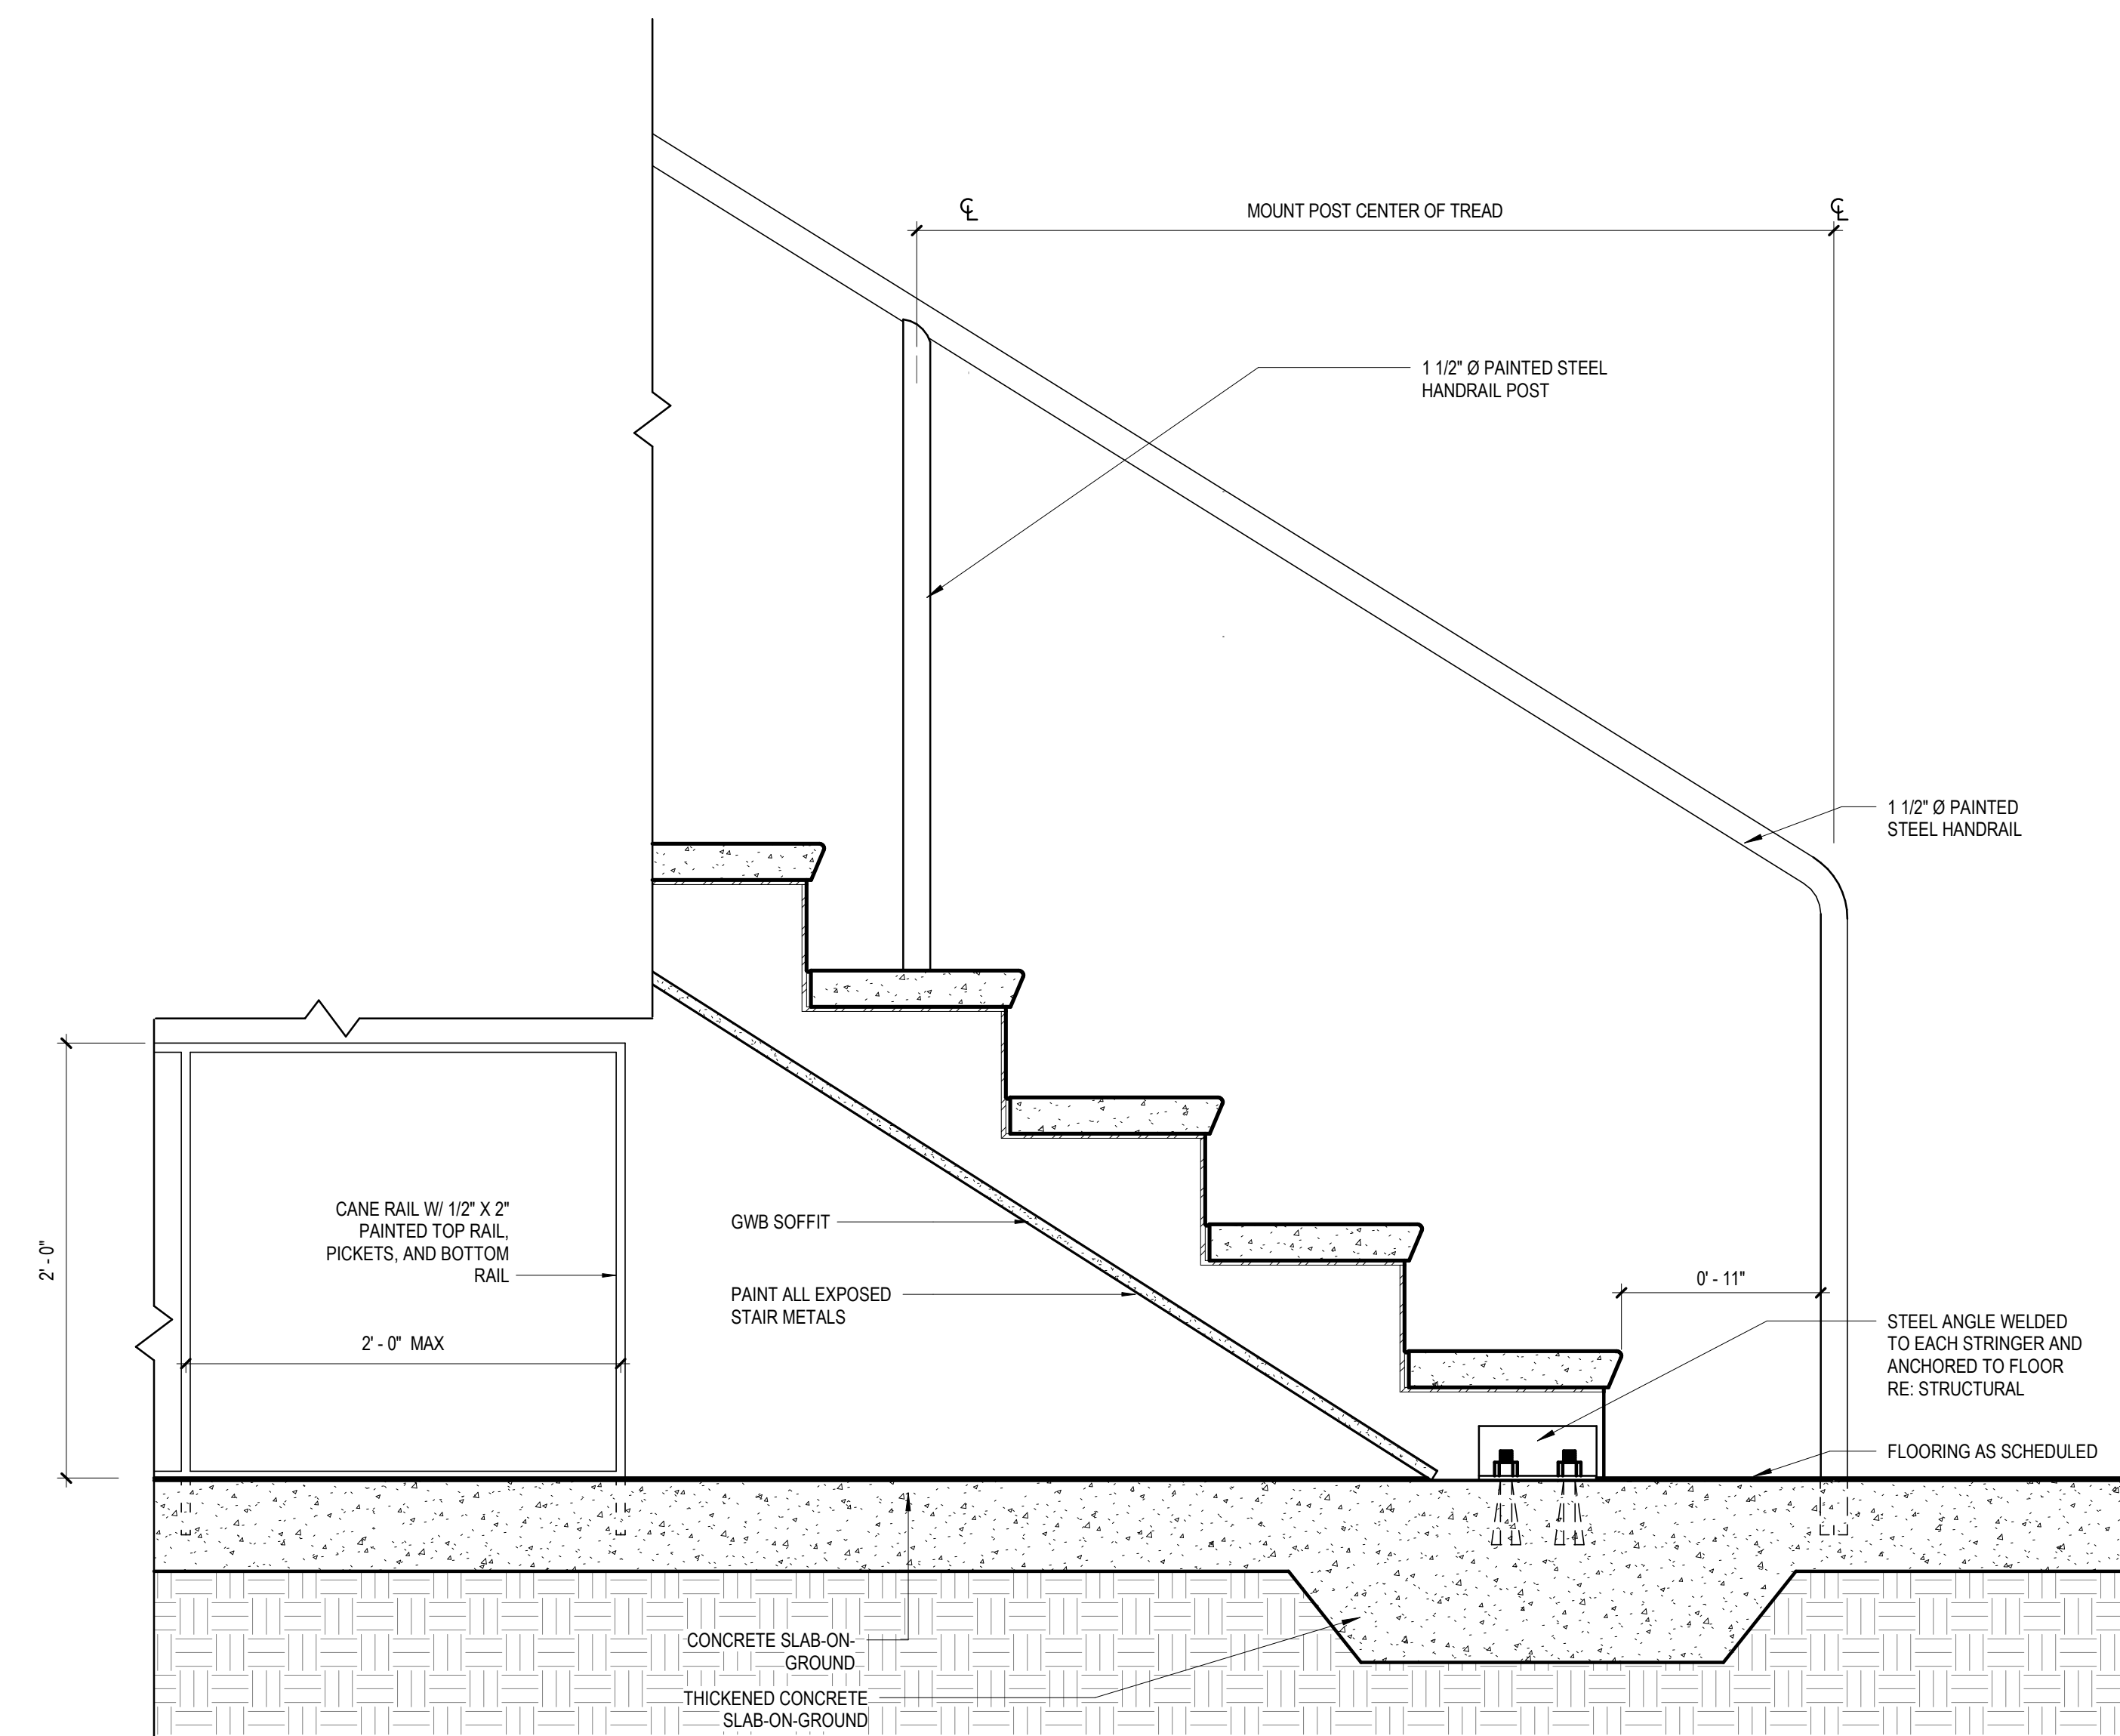 ℄
MOUNT POST CENTER OF TREAD
℄
1 1/2" Ø PAINTED STEEL
HANDRAIL POST
1 1/2" Ø PAINTED
STEEL HANDRAIL
CANE RAIL W/ 1/2" X 2"
PAINTED TOP RAIL,
PICKETS, AND BOTTOM
RAIL
2' - 0"
2' - 0" MAX
GWB SOFFIT
PAINT ALL EXPOSED
STAIR METALS
0' - 11"
STEEL ANGLE WELDED
TO EACH STRINGER AND
ANCHORED TO FLOOR
RE: STRUCTURAL
FLOORING AS SCHEDULED
CONCRETE SLAB-ON-
GROUND
THICKENED CONCRETE
SLAB-ON-GROUND